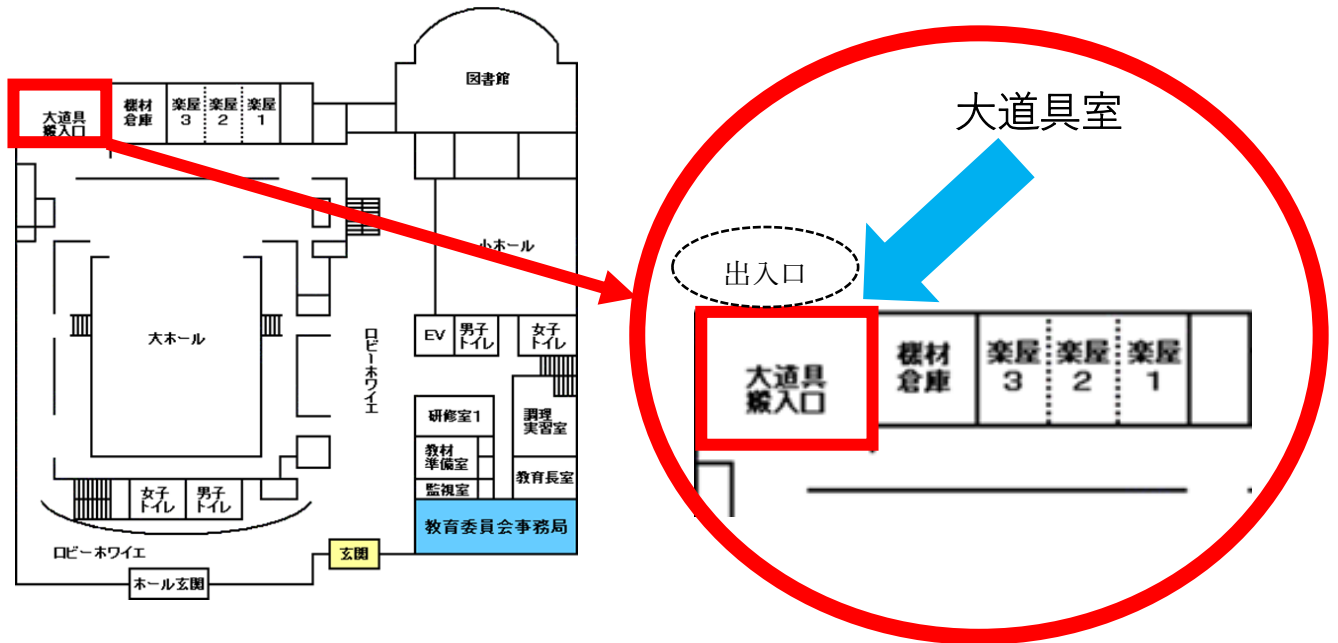 図書館
大道具
搬入口
機材
倉庫
楽屋
3
楽屋
2
楽屋
1
小ホール
大ホール
ロビーホワイエ
EV
男子
トイレ
女子
トイレ
研修室1
調理
実習室
教材
準備室
監視室
教育長室
教育委員会事務局
女子
トイレ
男子
トイレ
ロビーホワイエ
玄関
ホール玄関
大道具室
出入口
大道具
搬入口
機材
倉庫
楽屋
3
楽屋
2
楽屋
1